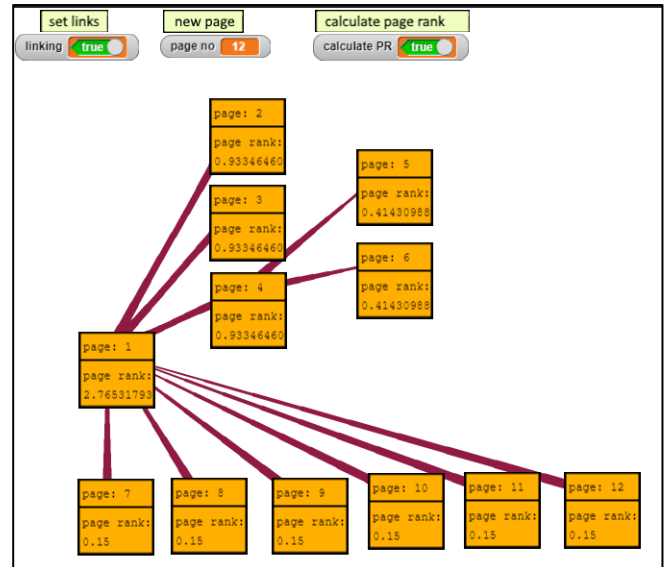 set links
new page
calculate page rank
linking true
page no 12
calculate PR true
page: 2
page rank:
0.93346460
page: 3
page rank:
0.93346460
page: 4
page rank:
0.93346460
page: 5
page rank:
0.41430988
page: 6
page rank:
0.41430988
page: 1
page rank:
2.76531793
page: 7
page rank:
0.15
page: 8
page rank:
0.15
page: 9
page rank:
0.15
page: 10
page rank:
0.15
page: 11
page rank:
0.15
page: 12
page rank:
0.15